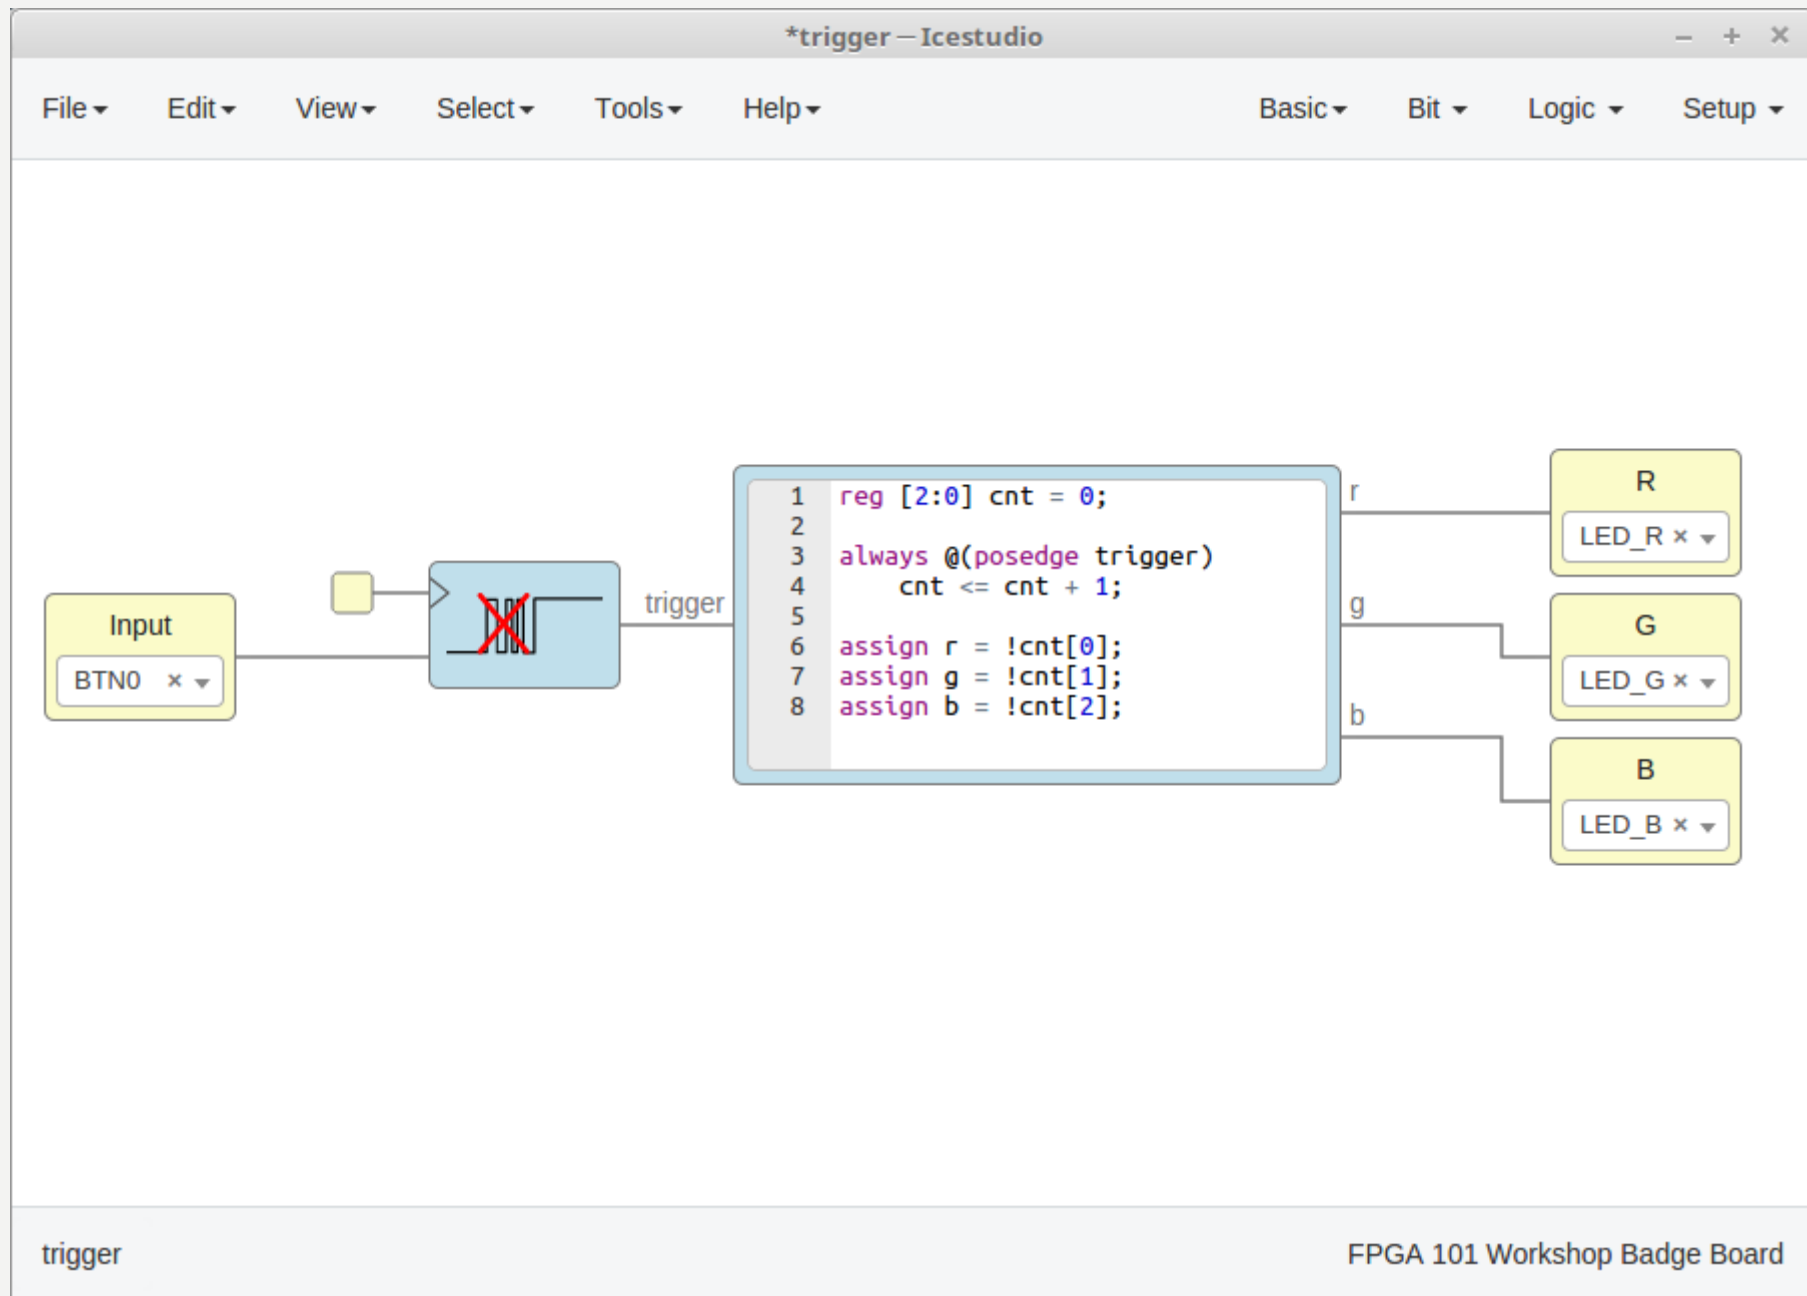 *trigger — Icestudio
File Edit View Select Tools Help Basic Bit Logic Setup
Input
BTN0
trigger
1 reg [2:0] cnt = 0;
2
3 always @(posedge trigger)
4     cnt <= cnt + 1;
5
6 assign r = !cnt[0];
7 assign g = !cnt[1];
8 assign b = !cnt[2];
r
g
b
R
LED_R
G
LED_G
B
LED_B
trigger
FPGA 101 Workshop Badge Board